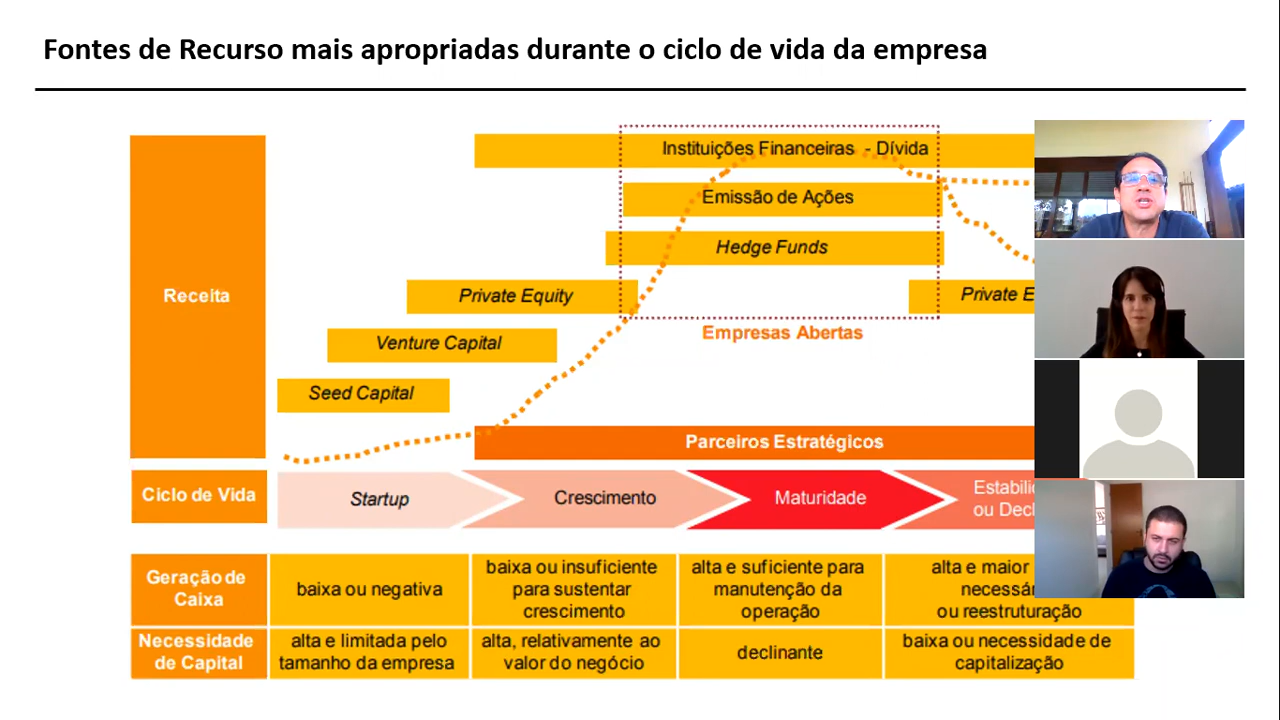 Fontes de Recurso mais apropriadas durante o ciclo de vida da empresa
Instituições Financeiras - Dívida
Emissão de Ações
Hedge Funds
Receita
Private Equity
Private
Empresas Abertas
Venture Capital
Seed Capital
Parceiros Estratégicos
Ciclo de Vida
Startup
Crescimento
Maturidade
ou
Geração de
Caixa
baixa ou negativa
baixa ou insuficiente
para sustentar
crescimento
alta e suficiente para
manutenção da
operação
alta e maior
ou reestruturação
Necessidade
de Capital
alta e limitada pelo
tamanho da empresa
alta, relativamente ao
valor do negócio
declinante
baixa ou necessidade de
capitalização